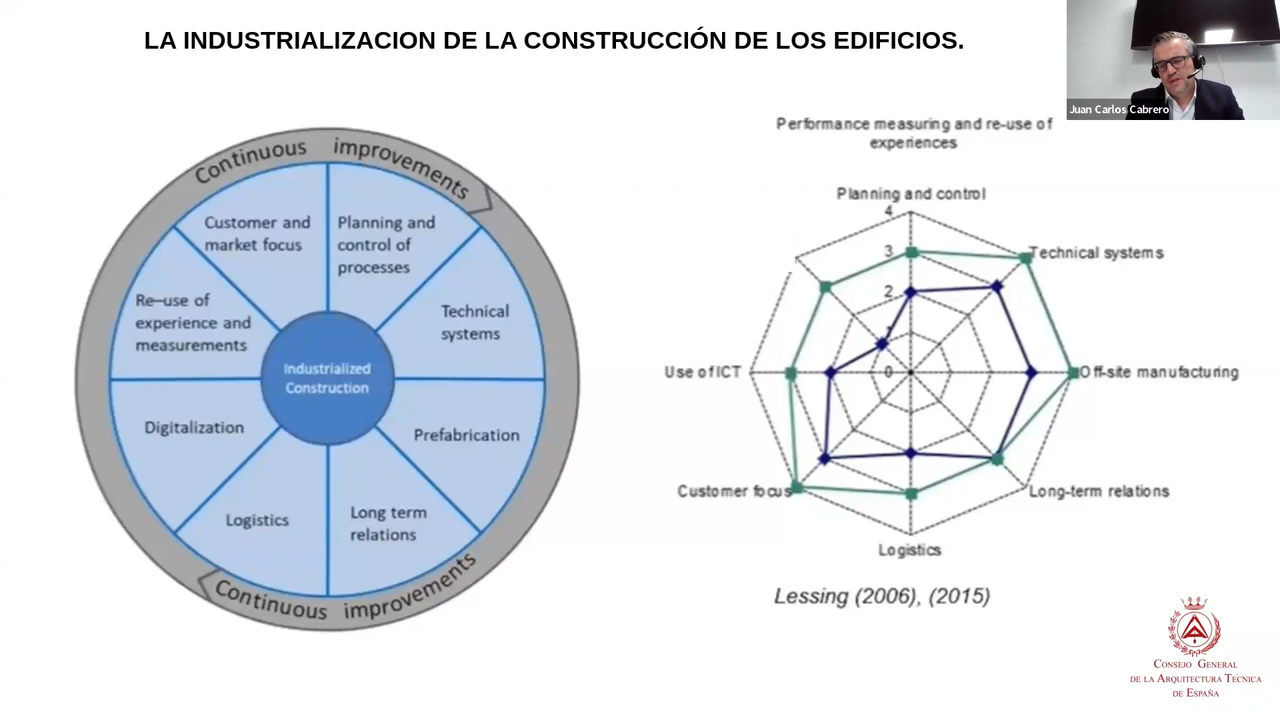 LA INDUSTRIALIZACION DE LA CONSTRUCCIÓN DE LOS EDIFICIOS.
Juan Carlos Cabrero
Continuous improvements
Customer and
market focus
Planning and
control of
processes
Re–use of
experience and
measurements
Technical
systems
Industrialized
Construction
Digitalization
Prefabrication
Logistics
Long term
relations
Continuous improvements
Performance measuring and re-use of
experiences
Planning and control
4
3
2
1
0
Technical systems
Use of ICT
Off-site manufacturing
Customer focus
Long-term relations
Logistics
Lessing (2006), (2015)
CONSEJO GENERAL
DE LA ARQUITECTURA TÉCNICA
DE ESPAÑA